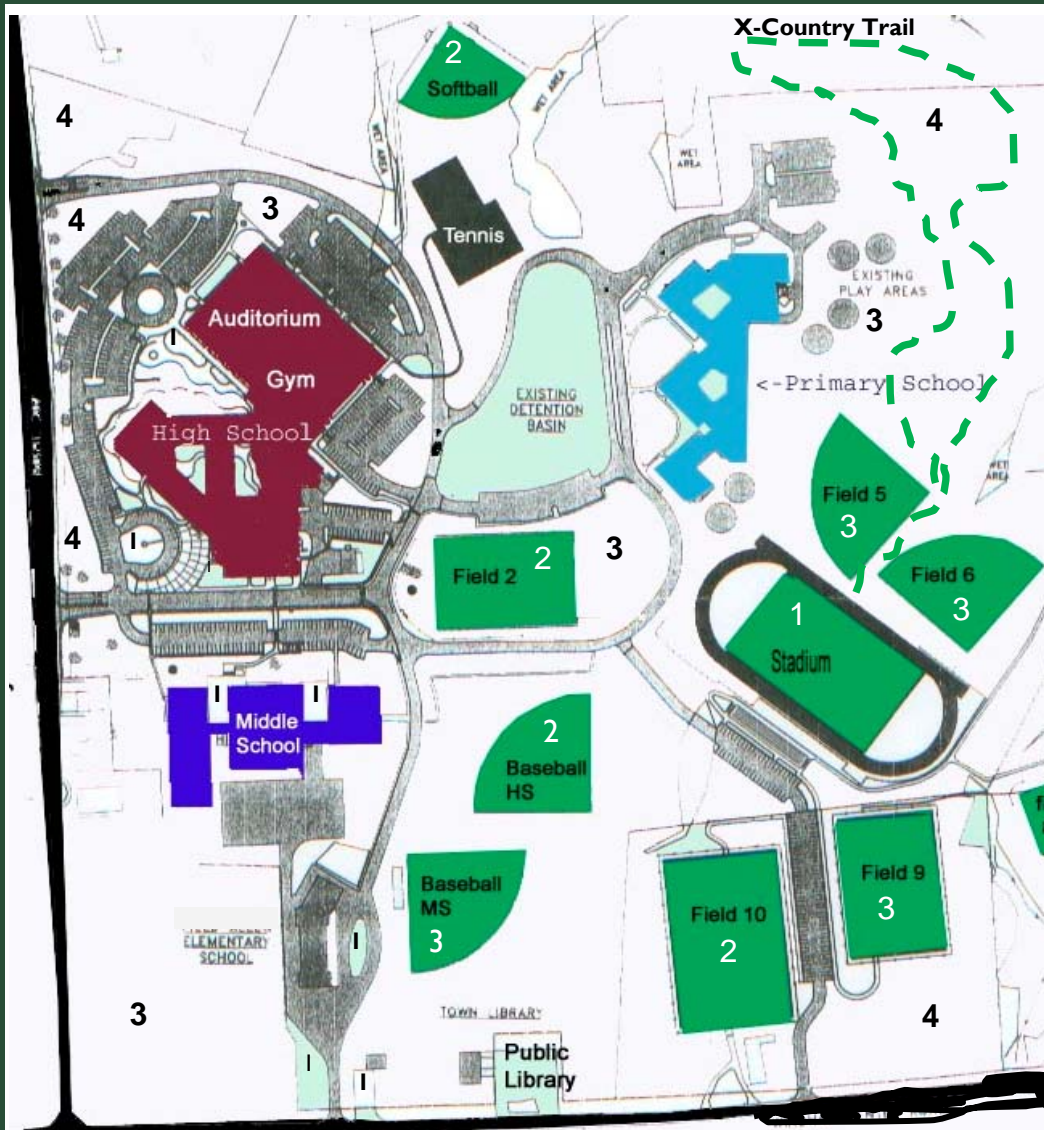 X-Country Trail
2
Softball
4
WET AREA
WET AREA
WET
AREA
4
4
3
Tennis
EXISTING
PLAY AREAS
3
Auditorium
I
Gym
High School
EXISTING
DETENTION
BASIN
<-Primary School
WET
AREA
Field 5
3
4
I
I
Field 2
2
3
Field 6
3
1
Stadium
I
I
Middle
School
2
Baseball
HS
Baseball
MS
3
Field 9
3
Field 10
2
ELEMENTARY
SCHOOL
I
3
4
TOWN LIBRARY
Public
Library
I
I